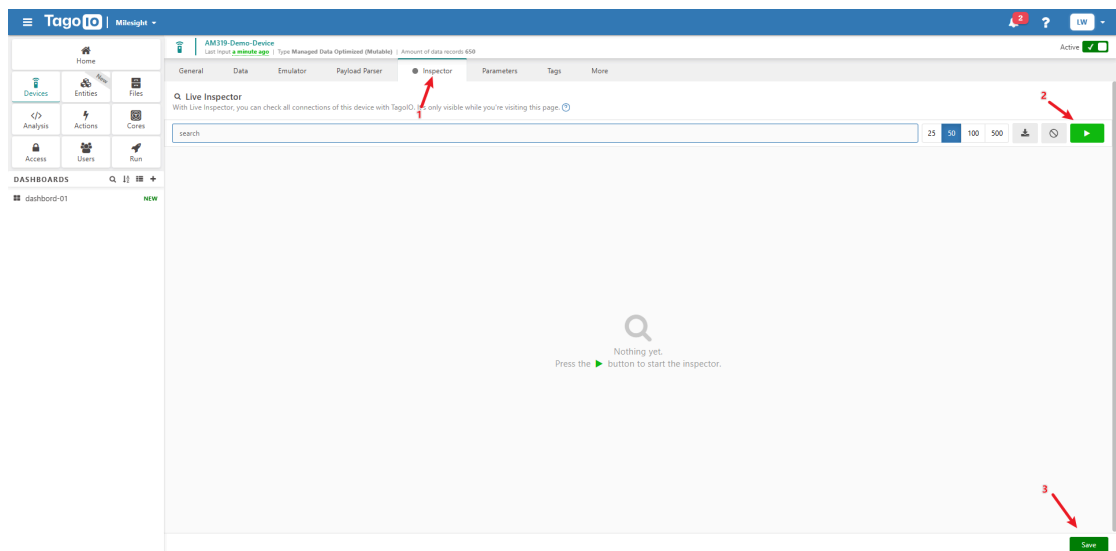 Tago IO Milesight
2
?
LW
Home
Devices
Entities
New
Files
Analysis
Actions
Cores
Access
Users
Run
DASHBOARDS
dashbord-01 NEW
AM319-Demo-Device
Last input a minute ago | Type Managed Data Optimized (Mutable) | Amount of data records 650
Active
General Data Emulator Payload Parser Inspector Parameters Tags More
1
Live Inspector
With Live Inspector, you can check all connections of this device with TagoIO. It's only visible while you're visiting this page.
2
search
25 50 100 500
Nothing yet.
Press the ▶ button to start the inspector.
3
Save